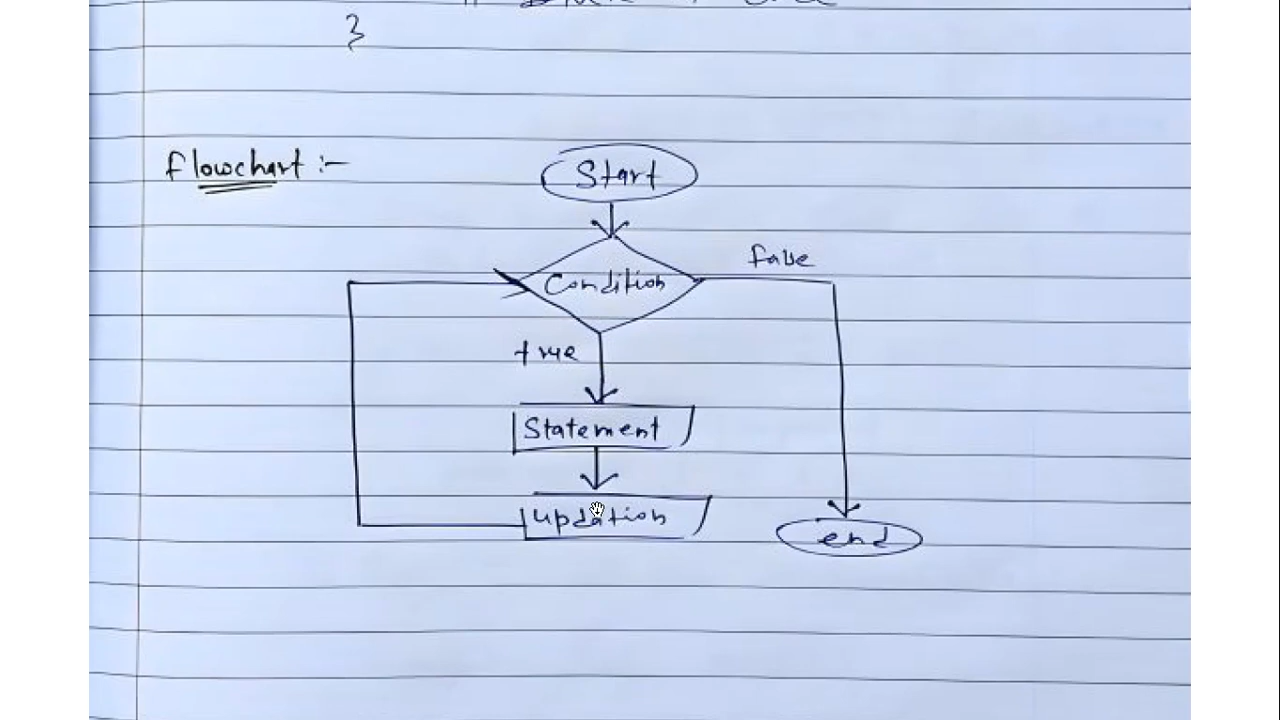 }
flowchart :-
Start
Condition
false
true
Statement
updation
end